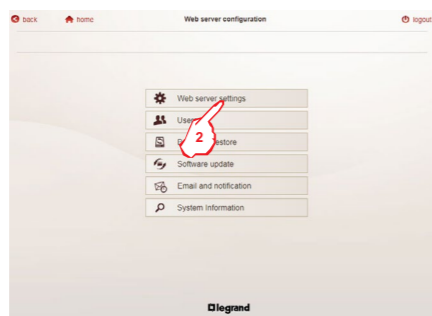 back home Web server configuration logout
Web server settings
User
2
estore
Software update
Email and notification
System Information
legrand